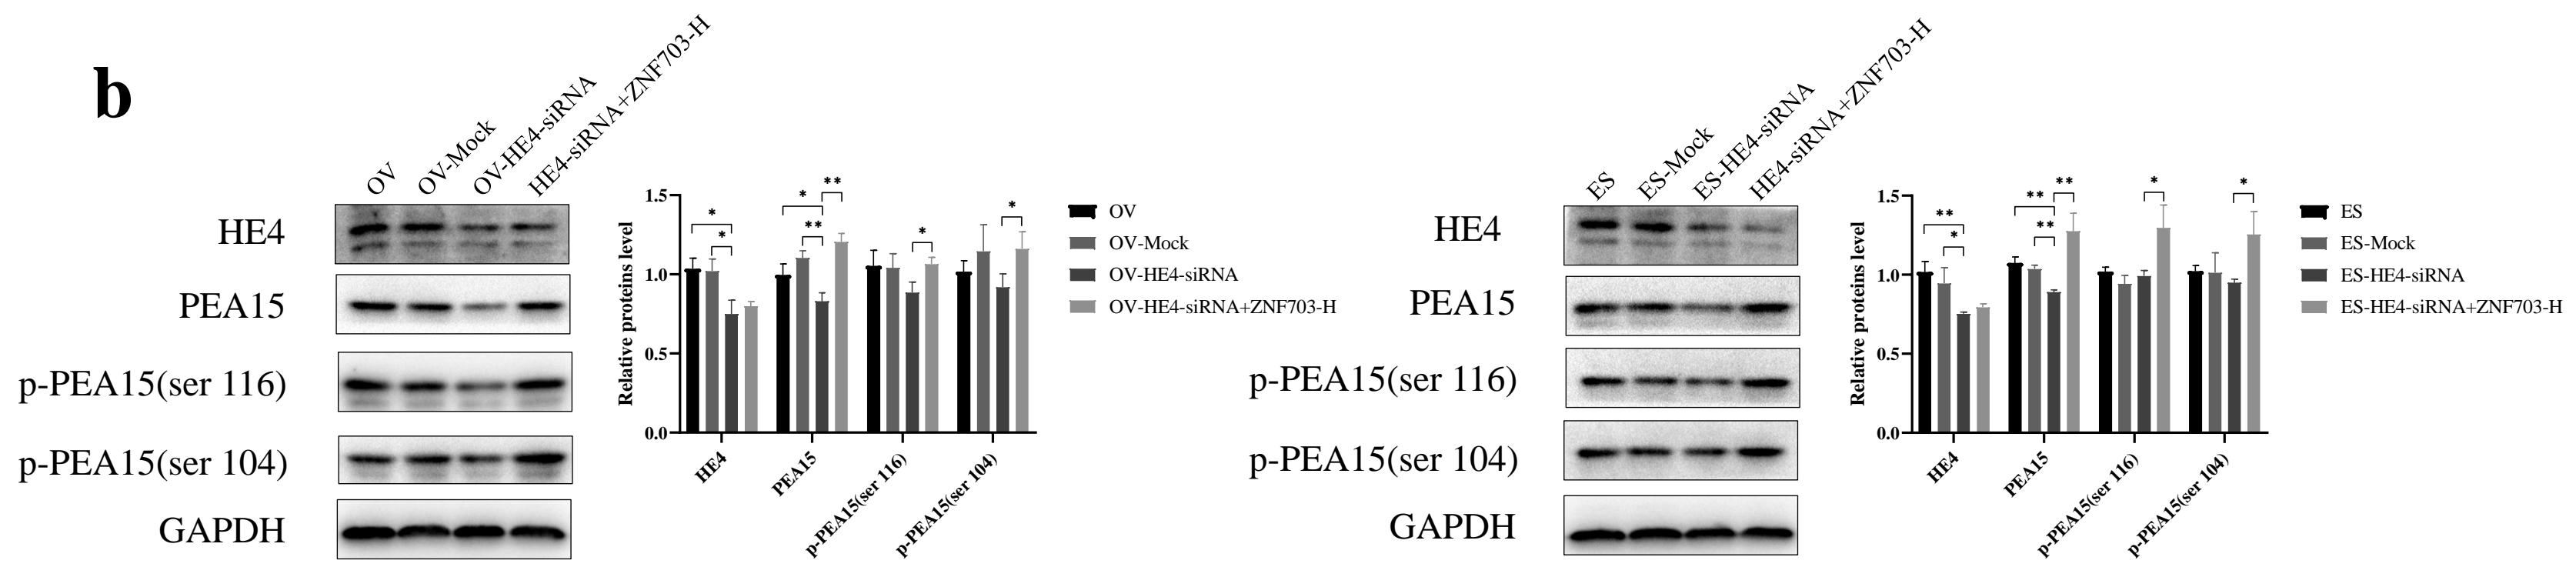 b
OV
OV-Mock
OV-HE4-siRNA
HE4-siRNA+ZNF703-H
HE4
PEA15
p-PEA15(ser 116)
p-PEA15(ser 104)
GAPDH
Relative proteins level
1.5
1.0
0.5
0.0
* * * ** ** * *
HE4
PEA15
p-PEA15(ser 116)
p-PEA15(ser 104)
OV
OV-Mock
OV-HE4-siRNA
OV-HE4-siRNA+ZNF703-H
ES
ES-Mock
ES-HE4-siRNA
HE4-siRNA+ZNF703-H
HE4
PEA15
p-PEA15(ser 116)
p-PEA15(ser 104)
GAPDH
Relative proteins level
1.5
1.0
0.5
0.0
** * ** ** ** * *
HE4
PEA15
p-PEA15(ser 116)
p-PEA15(ser 104)
ES
ES-Mock
ES-HE4-siRNA
ES-HE4-siRNA+ZNF703-H